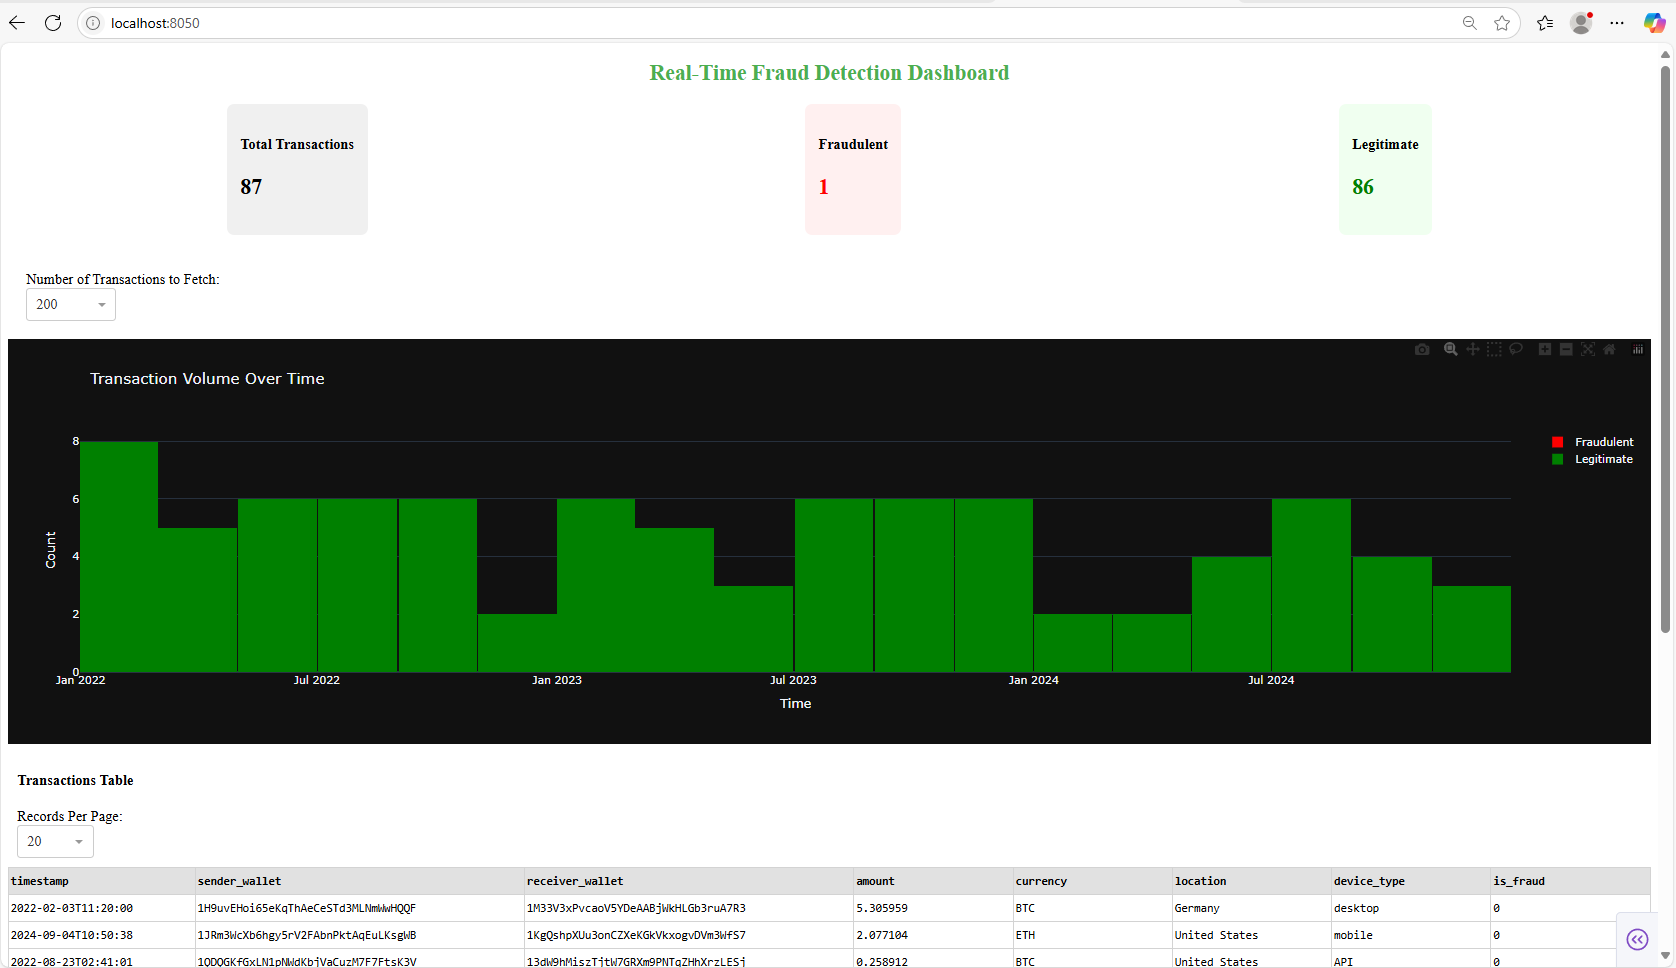 localhost:8050
Real-Time Fraud Detection Dashboard
Total Transactions
87
Fraudulent
1
Legitimate
86
Number of Transactions to Fetch:
200
Transaction Volume Over Time
8
6
4
2
0
Count
Jan 2022 Jul 2022 Jan 2023 Jul 2023 Jan 2024 Jul 2024
Time
Fraudulent
Legitimate
Transactions Table
Records Per Page:
20
timestamp sender_wallet receiver_wallet amount currency location device_type is_fraud
2022-02-03T11:20:00 1H9uvEHoi65eKqThAeCeSTd3MLNmWwHQQF 1M33V3xPvcaoV5YDeAABjWkHLGb3ruA7R3 5.305959 BTC Germany desktop 0
2024-09-04T10:50:38 1JRm3WcXb6hgy5rV2FAbnPktAqEuLKsgWB 1KgQshpXUu3onCZXeKGkVkxogvDVm3WfS7 2.077104 ETH United States mobile 0
2022-08-23T02:41:01 1QDQGKfGxLN1pNWdKbjVaCuzM7F7FtsK3V 13dW9hMiszTjtW7GRXm9PNTqZHhXrzLESj 0.258912 BTC United States API 0